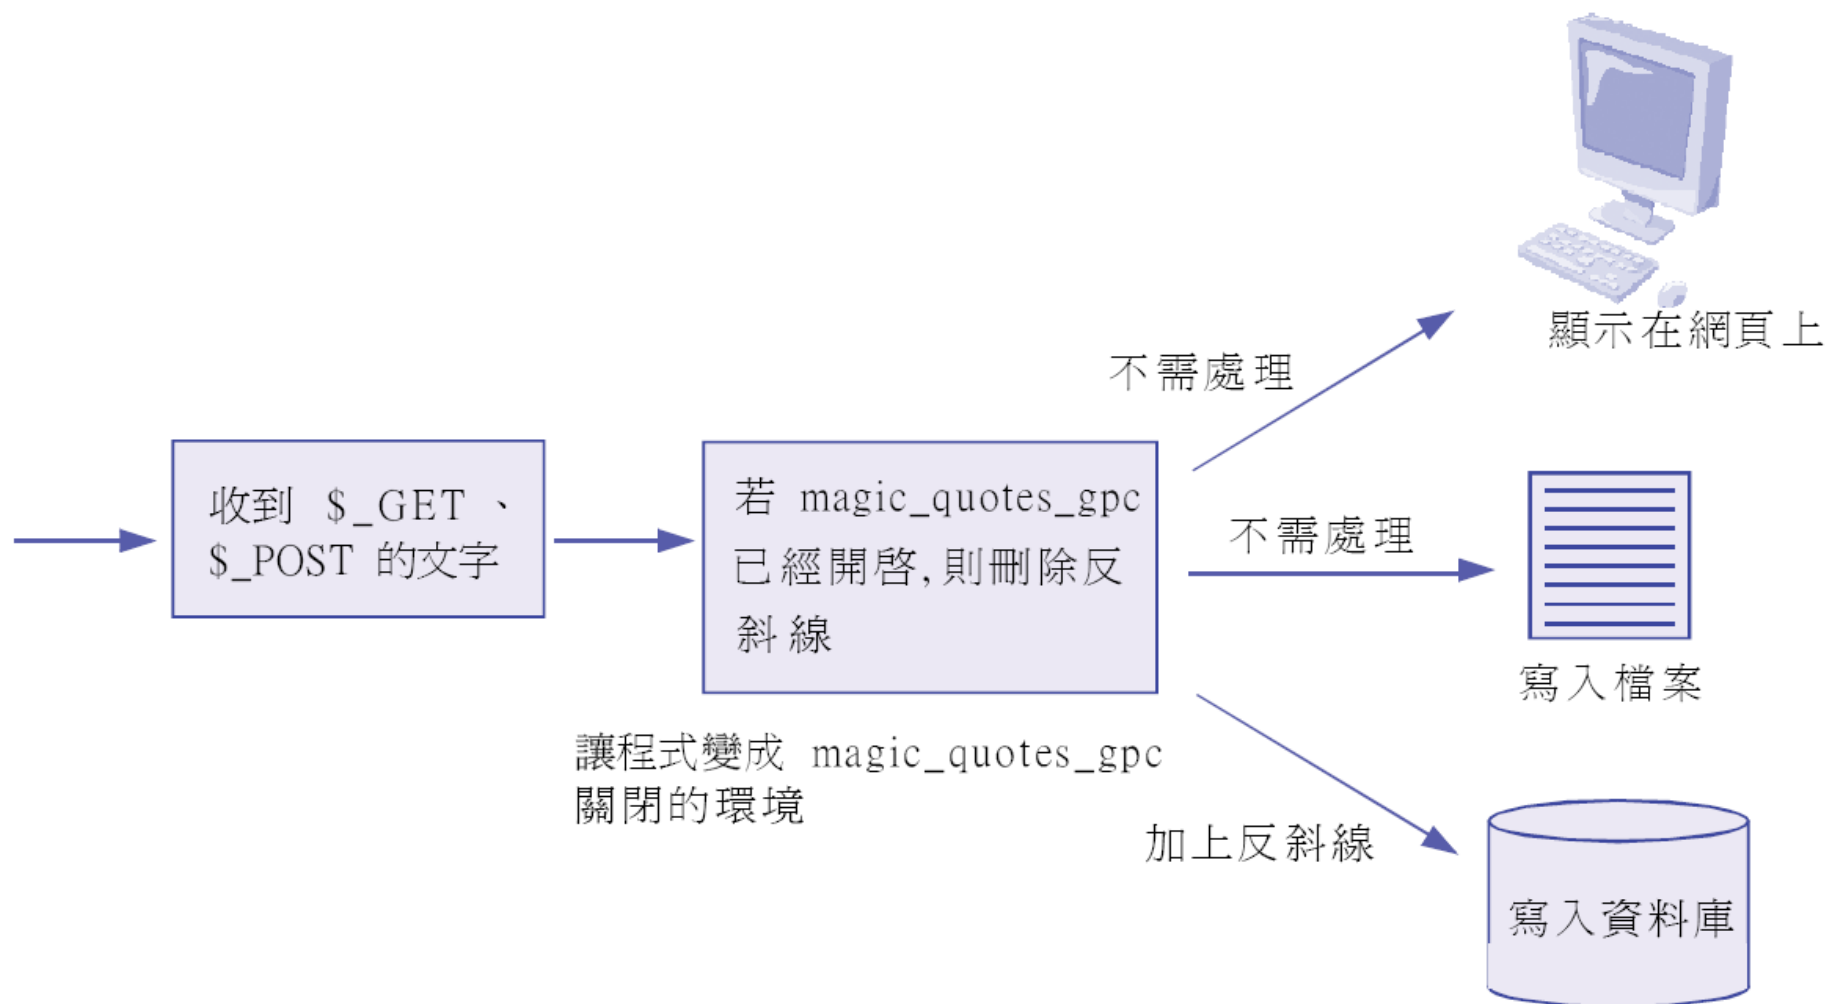 顯示在網頁上
不需處理
收到 $_GET 、
$_POST 的文字
若 magic_quotes_gpc
已經開啓,則刪除反
斜線
不需處理
寫入檔案
讓程式變成 magic_quotes_gpc
關閉的環境
加上反斜線
寫入資料庫